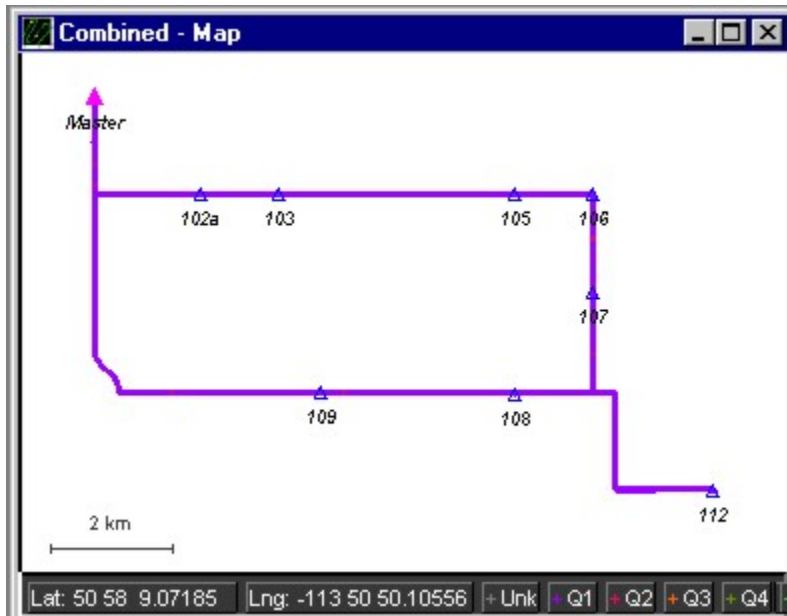 Combined - Map
Master
102a 103 105 106
107
109 108
112
2 km
Lat: 50 58 9.07185 Lng: -113 50 50.10556 + Unk + Q1 + Q2 + Q3 + Q4